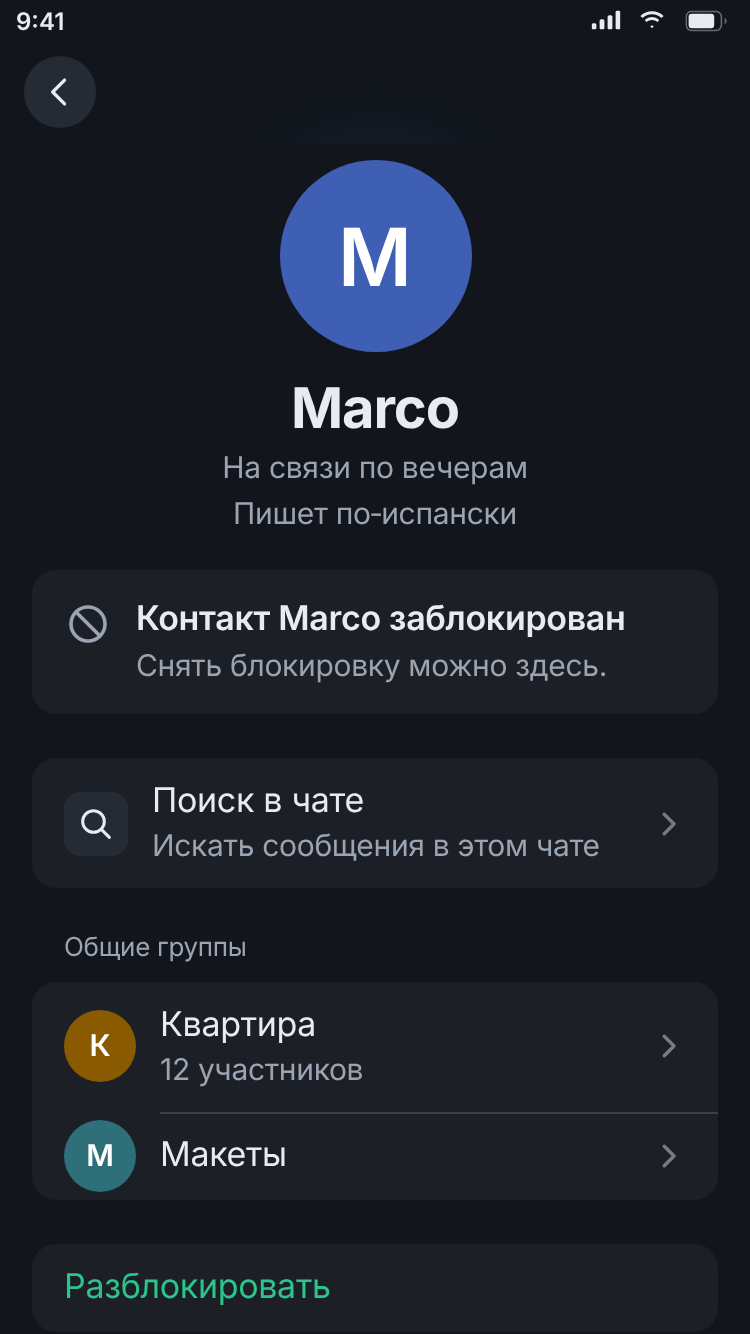 9:41
M
Marco
На связи по вечерам
Пишет по-испански
Контакт Marco заблокирован
Снять блокировку можно здесь.
Поиск в чате
Искать сообщения в этом чате
Общие группы
К
Квартира
12 участников
М
Макеты
Разблокировать